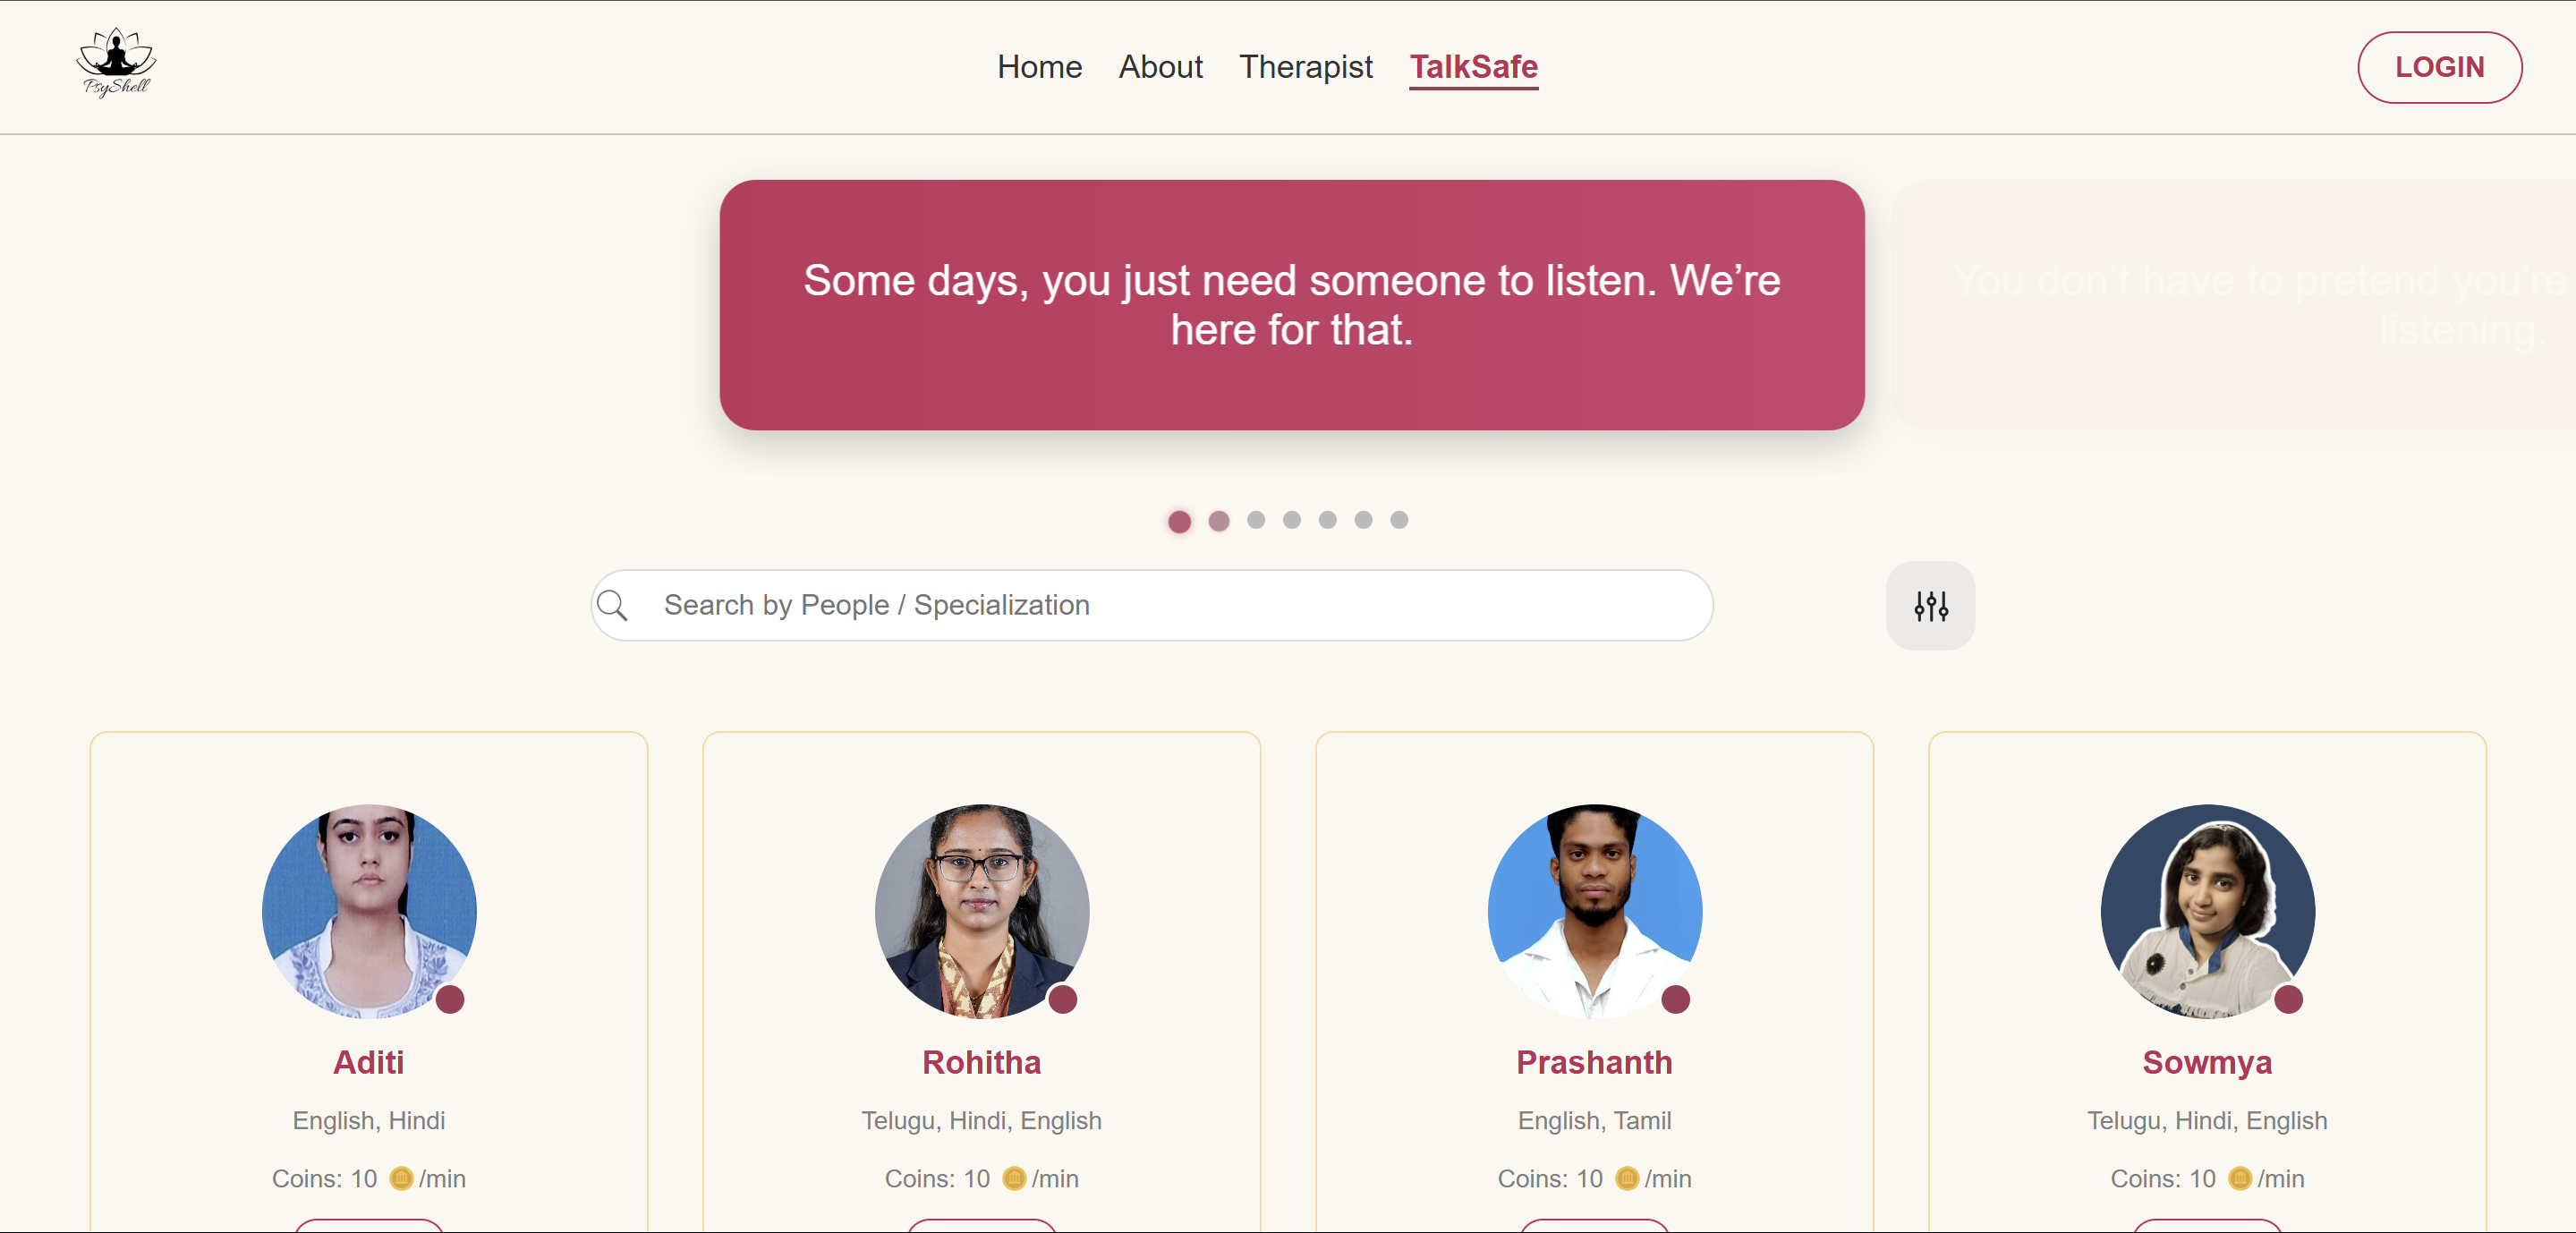 PsyShell
Home About Therapist TalkSafe
LOGIN
Some days, you just need someone to listen. We’re
here for that.
You don't have to pretend you're
listening.
Search by People / Specialization
Aditi
English, Hindi
Coins: 10 /min
Rohitha
Telugu, Hindi, English
Coins: 10 /min
Prashanth
English, Tamil
Coins: 10 /min
Sowmya
Telugu, Hindi, English
Coins: 10 /min